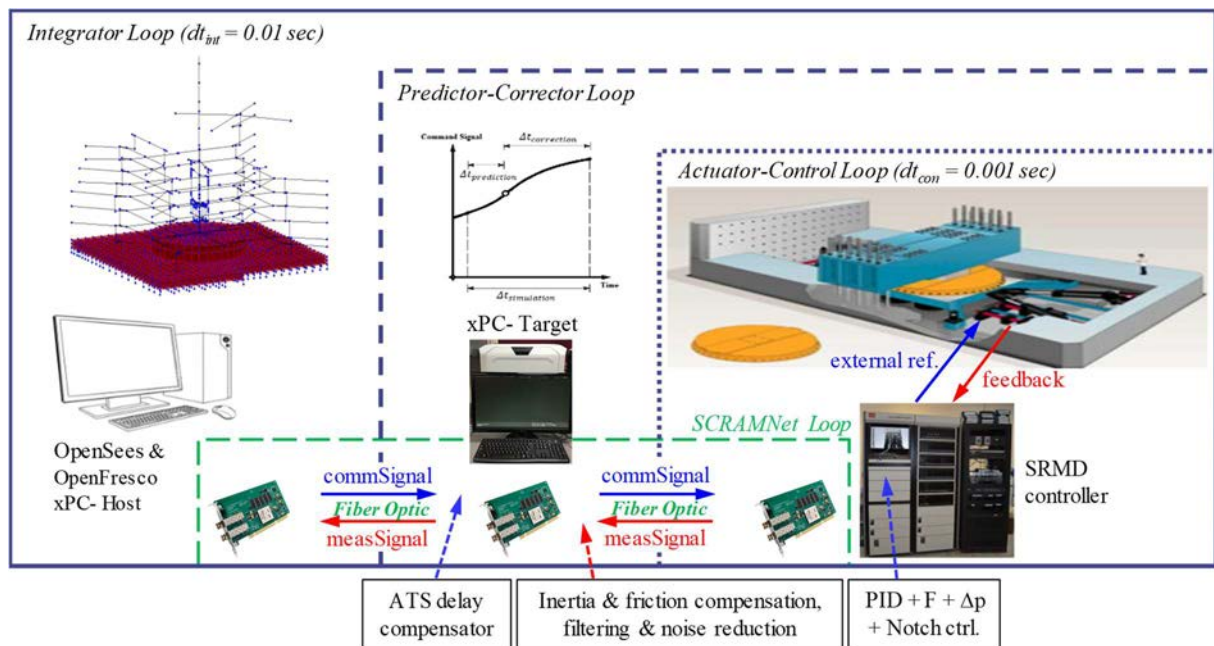 Integrator Loop (dt_int = 0.01 sec)
Predictor-Corrector Loop
Command Signal
Δt_correction
Δt_prediction
Time
Δt_simulation
xPC- Target
Actuator-Control Loop (dt_con = 0.001 sec)
external ref.
feedback
SCRAMNet Loop
OpenSees &
OpenFresco
xPC- Host
commSignal
Fiber Optic
measSignal
commSignal
Fiber Optic
measSignal
SRMD
controller
ATS delay
compensator
Inertia & friction compensation,
filtering & noise reduction
PID + F + Δp
+ Notch ctrl.